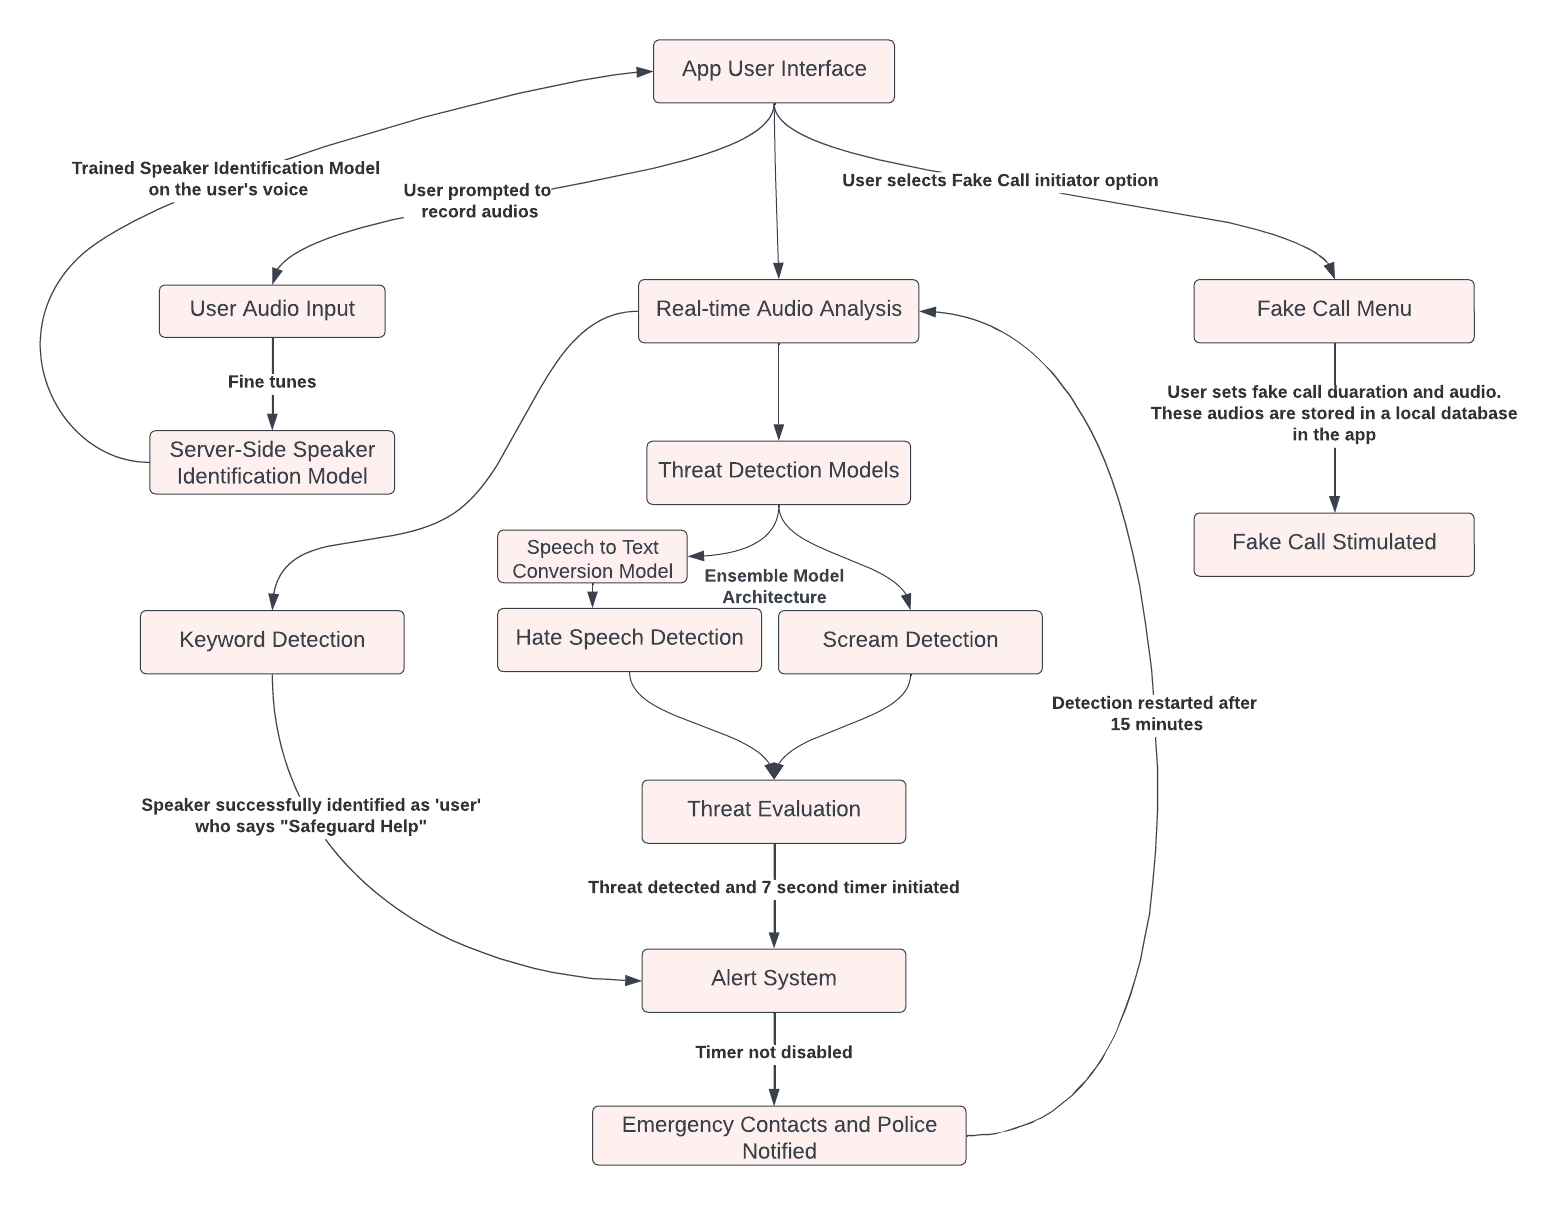 App User Interface
Trained Speaker Identification Model
on the user's voice
User prompted to
record audios
User selects Fake Call initiator option
User Audio Input
Real-time Audio Analysis
Fake Call Menu
Fine tunes
User sets fake call duaration and audio.
These audios are stored in a local database
in the app
Server-Side Speaker
Identification Model
Threat Detection Models
Fake Call Stimulated
Speech to Text
Conversion Model
Ensemble Model
Architecture
Keyword Detection
Hate Speech Detection
Scream Detection
Detection restarted after
15 minutes
Speaker successfully identified as 'user'
who says "Safeguard Help"
Threat Evaluation
Threat detected and 7 second timer initiated
Alert System
Timer not disabled
Emergency Contacts and Police
Notified